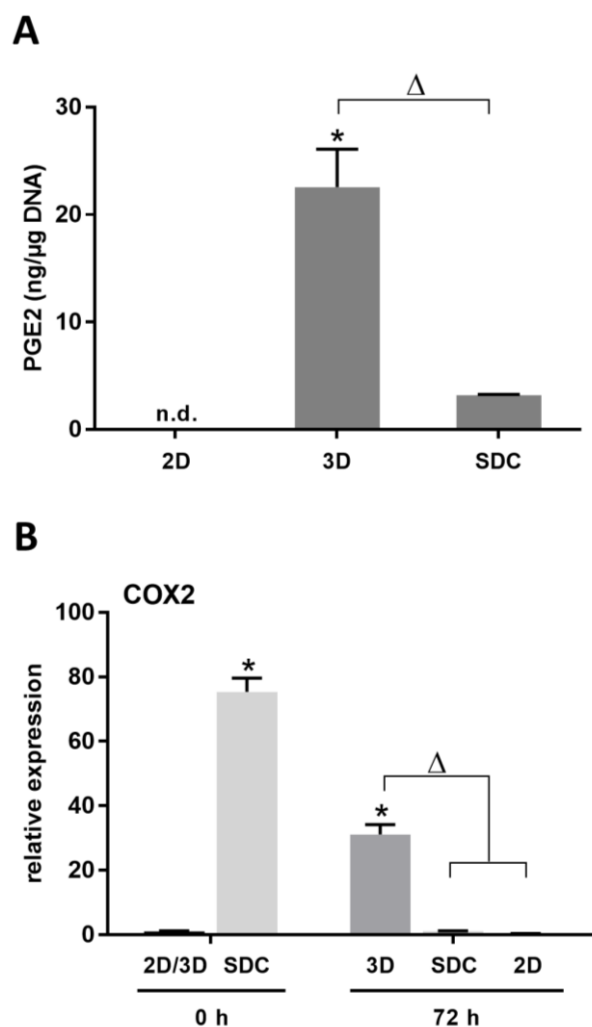 A
Δ
30
*
20
PGE2 (ng/µg DNA)
10
n.d.
0
2D 3D SDC
B
COX2
100
*
80
relative expression
60
Δ
40
*
20
0
2D/3D SDC 3D SDC 2D
0 h 72 h